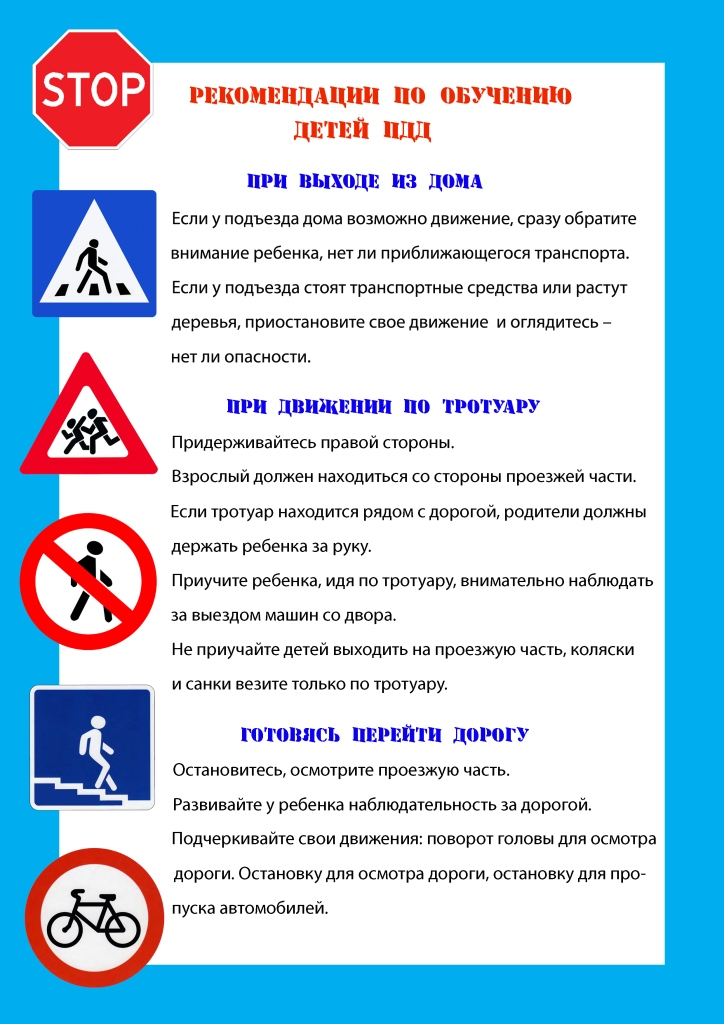 STOP
РЕКОМЕНДАЦИИ ПО ОБУЧЕНИЮ
ДЕТЕЙ ПДД
ПРИ ВЫХОДЕ ИЗ ДОМА
Если у подъезда дома возможно движение, сразу обратите
внимание ребенка, нет ли приближающегося транспорта.
Если у подъезда стоят транспортные средства или растут
деревья, приостановите свое движение и оглядитесь –
нет ли опасности.
ПРИ ДВИЖЕНИИ ПО ТРОТУАРУ
Придерживайтесь правой стороны.
Взрослый должен находиться со стороны проезжей части.
Если тротуар находится рядом с дорогой, родители должны
держать ребенка за руку.
Приучите ребенка, идя по тротуару, внимательно наблюдать
за выездом машин со двора.
Не приучайте детей выходить на проезжую часть, коляски
и санки везите только по тротуару.
ГОТОВЯСЬ ПЕРЕЙТИ ДОРОГУ
Остановитесь, осмотрите проезжую часть.
Развивайте у ребенка наблюдательность за дорогой.
Подчеркивайте свои движения: поворот головы для осмотра
дороги. Остановку для осмотра дороги, остановку для про-
пуска автомобилей.